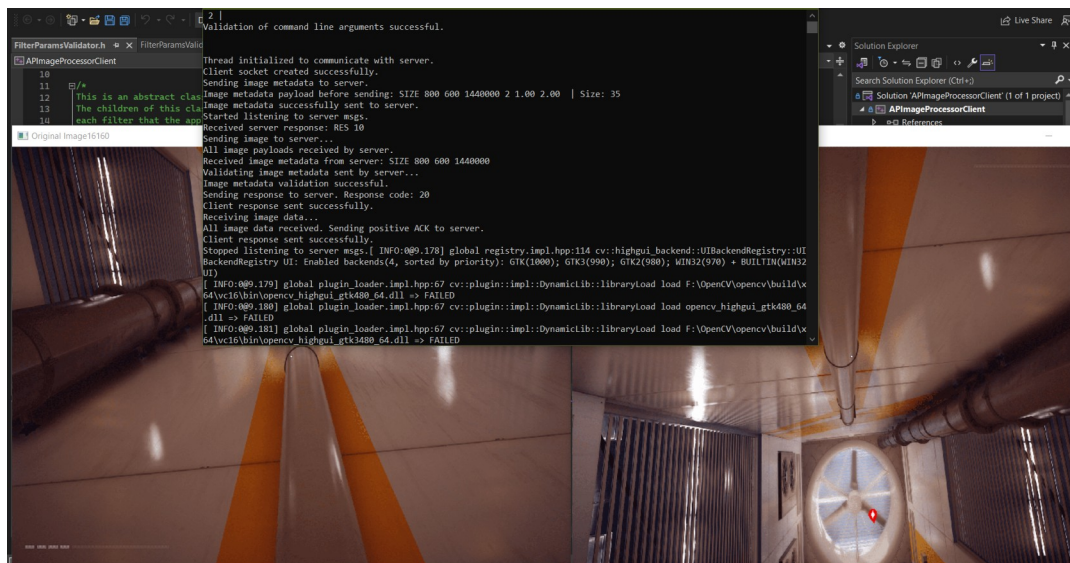 2 |
Validation of command line arguments successful.
Live Share
FilterParamsValidator.h
FilterParamsValid
Solution Explorer
APImageProcessorClient
Thread initialized to communicate with server.
Client socket created successfully.
Sending image metadata to server.
Image metadata payload before sending: SIZE 800 600 1440000 2 1.00 2.00 | Size: 35
Image metadata successfully sent to server.
Started listening to server msgs.
Received server response: RES 10
Sending image to server...
All image payloads received by server.
Received image metadata from server: SIZE 800 600 1440000
Validating image metadata sent by server...
Image metadata validation successful.
Sending response to server. Response code: 20
Client response sent successfully.
Receiving image data...
All image data received. Sending positive ACK to server.
Client response sent successfully.
Stopped listening to server msgs.[ INFO:0@9.178] global registry.impl.hpp:114 cv::highgui_backend::UIBackendRegistry::UI
BackendRegistry UI: Enabled backends(4, sorted by priority): GTK(1000); GTK3(990); GTK2(980); WIN32(970) + BUILTIN(WIN32
UI)
[ INFO:0@9.179] global plugin_loader.impl.hpp:67 cv::plugin::impl::DynamicLib::libraryLoad load F:\OpenCV\opencv\build\x
64\vc16\bin\opencv_highgui_gtk480_64.dll => FAILED
[ INFO:0@9.180] global plugin_loader.impl.hpp:67 cv::plugin::impl::DynamicLib::libraryLoad load opencv_highgui_gtk480_64
.dll => FAILED
[ INFO:0@9.181] global plugin_loader.impl.hpp:67 cv::plugin::impl::DynamicLib::libraryLoad load F:\OpenCV\opencv\build\x
64\vc16\bin\opencv_highgui_gtk3480_64.dll => FAILED
10
11 /*
12 This is an abstract clas
13 The children of this cla
14 each filter that the app
Search Solution Explorer (Ctrl+;)
Solution 'APImageProcessorClient' (1 of 1 project)
APImageProcessorClient
References
Original Image16160